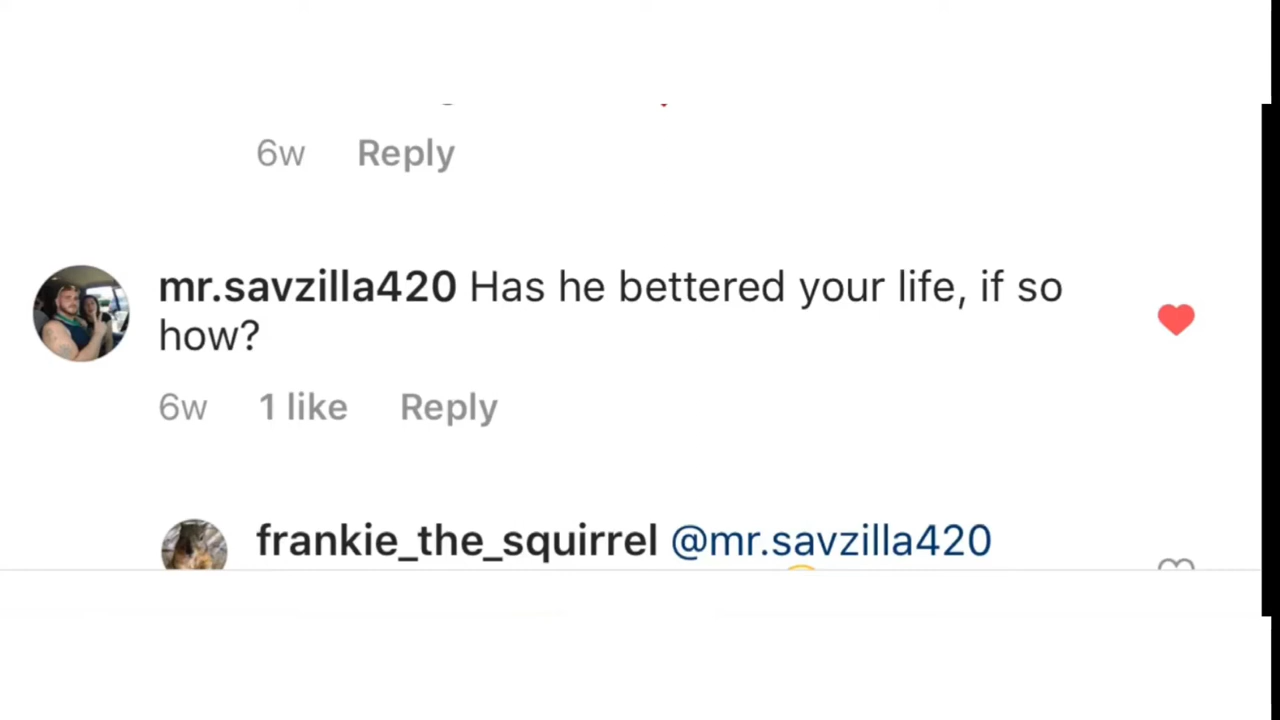 6w Reply
mr.savzilla420 Has he bettered your life, if so
how?
6w 1 like Reply
frankie_the_squirrel @mr.savzilla420